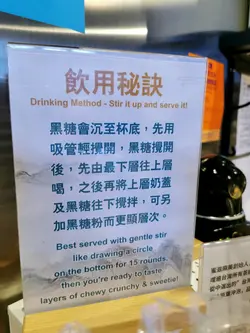 飲用秘訣
Drinking Method - Stir it up and serve it!
黑糖會沉至杯底，先用
吸管輕攪開，黑糖攪開
後，先由最下層往上層
喝，之後再將上層奶蓋
及黑糖往下攪拌，可另
加黑糖粉而更顯層次。
Best served with gentle stir
like drawing a circle
on the bottom for 15 rounds,
then you're ready to taste
layers of chewy crunchy & sweetie!